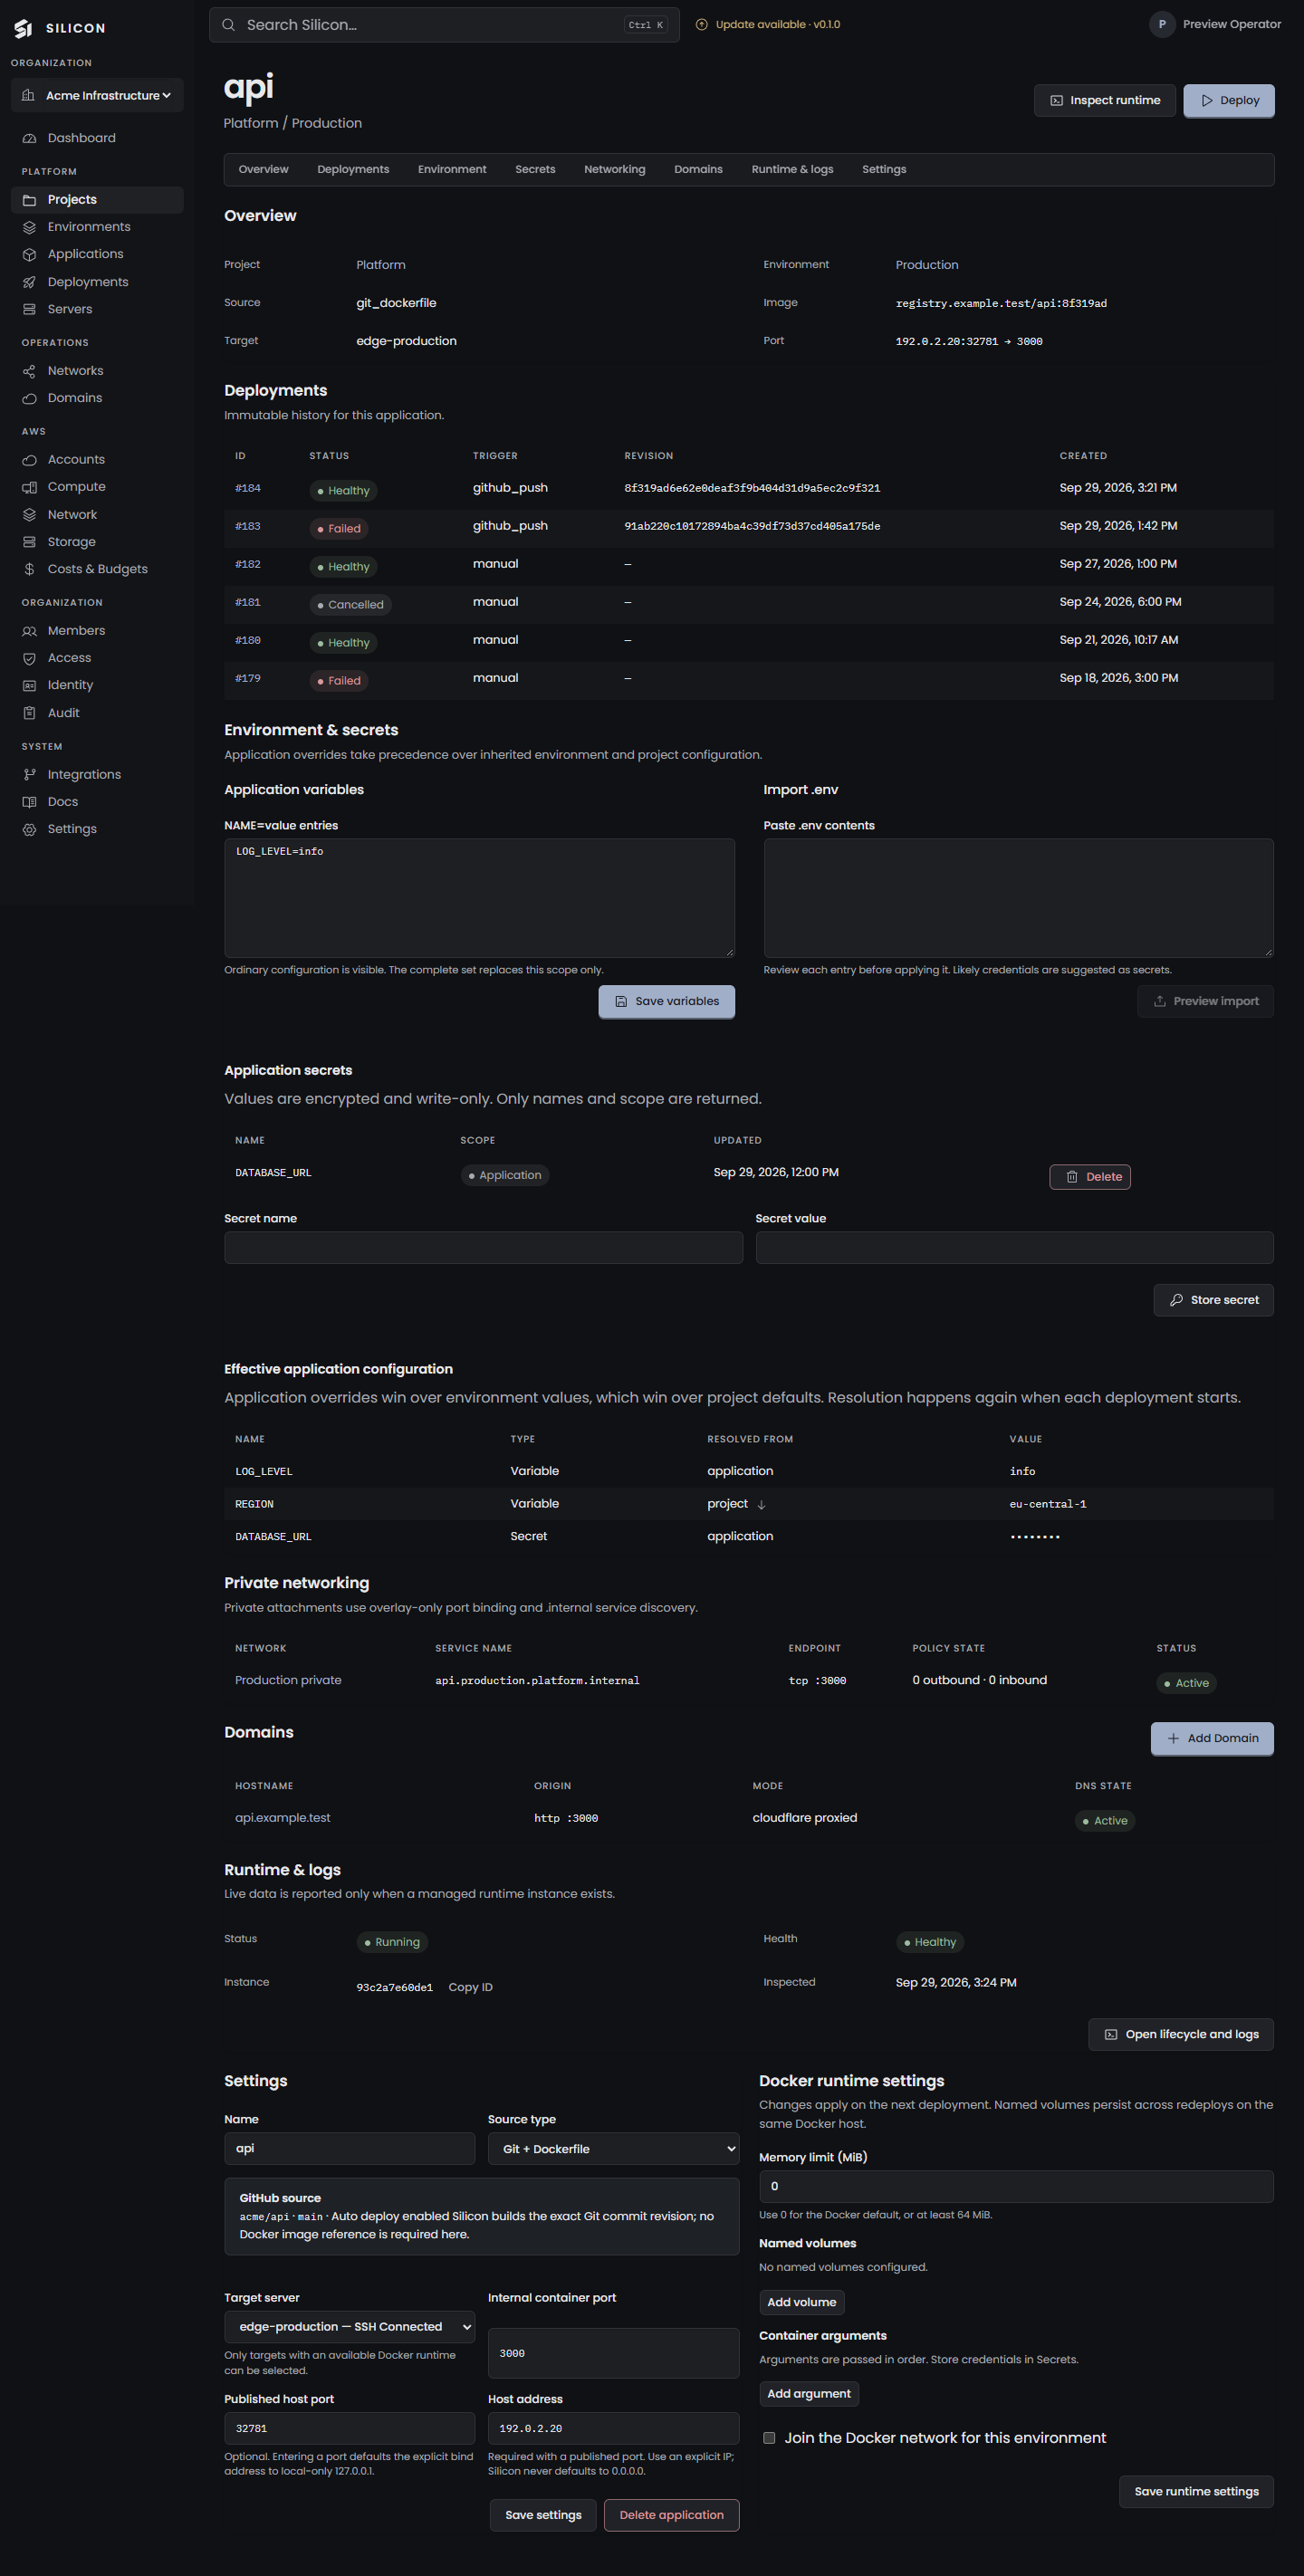 SILICON
Search Silicon...
Ctrl K
Update available · v0.1.0
P
Preview Operator
ORGANIZATION
Acme Infrastructure
Dashboard
PLATFORM
Projects
Environments
Applications
Deployments
Servers
OPERATIONS
Networks
Domains
AWS
Accounts
Compute
Network
Storage
Costs & Budgets
ORGANIZATION
Members
Access
Identity
Audit
SYSTEM
Integrations
Docs
Settings
api
Platform / Production
Inspect runtime
Deploy
Overview
Deployments
Environment
Secrets
Networking
Domains
Runtime & logs
Settings
Overview
Project
Platform
Environment
Production
Source
git_dockerfile
Image
registry.example.test/api:8f319ad
Target
edge-production
Port
192.0.2.20:32781 → 3000
Deployments
Immutable history for this application.
ID STATUS TRIGGER REVISION CREATED
#184 Healthy github_push 8f319ad6e62e0deaf3f9b404d31d9a5ec2c9f321 Sep 29, 2026, 3:21 PM
#183 Failed github_push 91ab220c10172894ba4c39df73d37cd405a175de Sep 29, 2026, 1:42 PM
#182 Healthy manual — Sep 27, 2026, 1:00 PM
#181 Cancelled manual — Sep 24, 2026, 6:00 PM
#180 Healthy manual — Sep 21, 2026, 10:17 AM
#179 Failed manual — Sep 18, 2026, 3:00 PM
Environment & secrets
Application overrides take precedence over inherited environment and project configuration.
Application variables
NAME=value entries
LOG_LEVEL=info
Ordinary configuration is visible. The complete set replaces this scope only.
Save variables
Import .env
Paste .env contents
Review each entry before applying it. Likely credentials are suggested as secrets.
Preview import
Application secrets
Values are encrypted and write-only. Only names and scope are returned.
NAME SCOPE UPDATED
DATABASE_URL Application Sep 29, 2026, 12:00 PM Delete
Secret name
Secret value
Store secret
Effective application configuration
Application overrides win over environment values, which win over project defaults. Resolution happens again when each deployment starts.
NAME TYPE RESOLVED FROM VALUE
LOG_LEVEL Variable application info
REGION Variable project ↓ eu-central-1
DATABASE_URL Secret application ••••••••
Private networking
Private attachments use overlay-only port binding and .internal service discovery.
NETWORK SERVICE NAME ENDPOINT POLICY STATE STATUS
Production private api.production.platform.internal tcp :3000 0 outbound · 0 inbound Active
Domains
Add Domain
HOSTNAME ORIGIN MODE DNS STATE
api.example.test http :3000 cloudflare proxied Active
Runtime & logs
Live data is reported only when a managed runtime instance exists.
Status
Running
Health
Healthy
Instance
93c2a7e60de1 Copy ID
Inspected
Sep 29, 2026, 3:24 PM
Open lifecycle and logs
Settings
Name
api
Source type
Git + Dockerfile
GitHub source
acme/api · main · Auto deploy enabled Silicon builds the exact Git commit revision; no
Docker image reference is required here.
Target server
edge-production — SSH Connected
Only targets with an available Docker runtime
can be selected.
Internal container port
3000
Published host port
32781
Optional. Entering a port defaults the explicit bind
address to local-only 127.0.0.1.
Host address
192.0.2.20
Required with a published port. Use an explicit IP;
Silicon never defaults to 0.0.0.0.
Save settings
Delete application
Docker runtime settings
Changes apply on the next deployment. Named volumes persist across redeploys on the
same Docker host.
Memory limit (MiB)
0
Use 0 for the Docker default, or at least 64 MiB.
Named volumes
No named volumes configured.
Add volume
Container arguments
Arguments are passed in order. Store credentials in Secrets.
Add argument
Join the Docker network for this environment
Save runtime settings